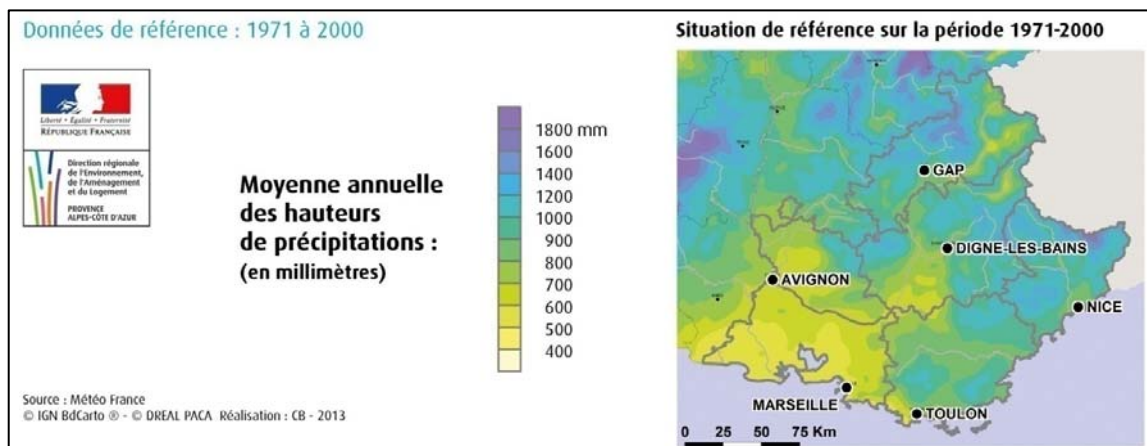 Données de référence : 1971 à 2000
Liberté • Égalité • Fraternité
RÉPUBLIQUE FRANÇAISE
Direction régionale
de l'Environnement,
de l'Aménagement
et du Logement
PROVENCE
ALPES-CÔTE D'AZUR
Moyenne annuelle
des hauteurs
de précipitations :
(en millimètres)
1800 mm
1600
1400
1200
1000
900
800
700
600
500
400
Source : Météo France
© IGN BdCarto ® - © DREAL PACA Réalisation : CB - 2013
Situation de référence sur la période 1971-2000
GAP
DIGNE-LES-BAINS
AVIGNON
NICE
MARSEILLE
TOULON
0 25 50 75 Km